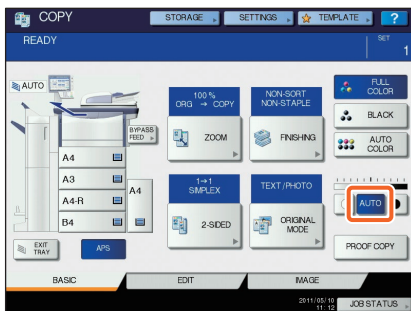 COPY
STORAGE
SETTINGS
TEMPLATE
?
READY
SET
1
AUTO
BYPASS
FEED
A4
A3
A4-R
B4
A4
EXIT
TRAY
APS
100 %
ORG → COPY
ZOOM
NON-SORT
NON-STAPLE
FINISHING
1→1
SIMPLEX
2-SIDED
TEXT/PHOTO
ORIGINAL
MODE
FULL
COLOR
BLACK
AUTO
COLOR
AUTO
PROOF COPY
BASIC
EDIT
IMAGE
2011/05/10
11:12
JOB STATUS